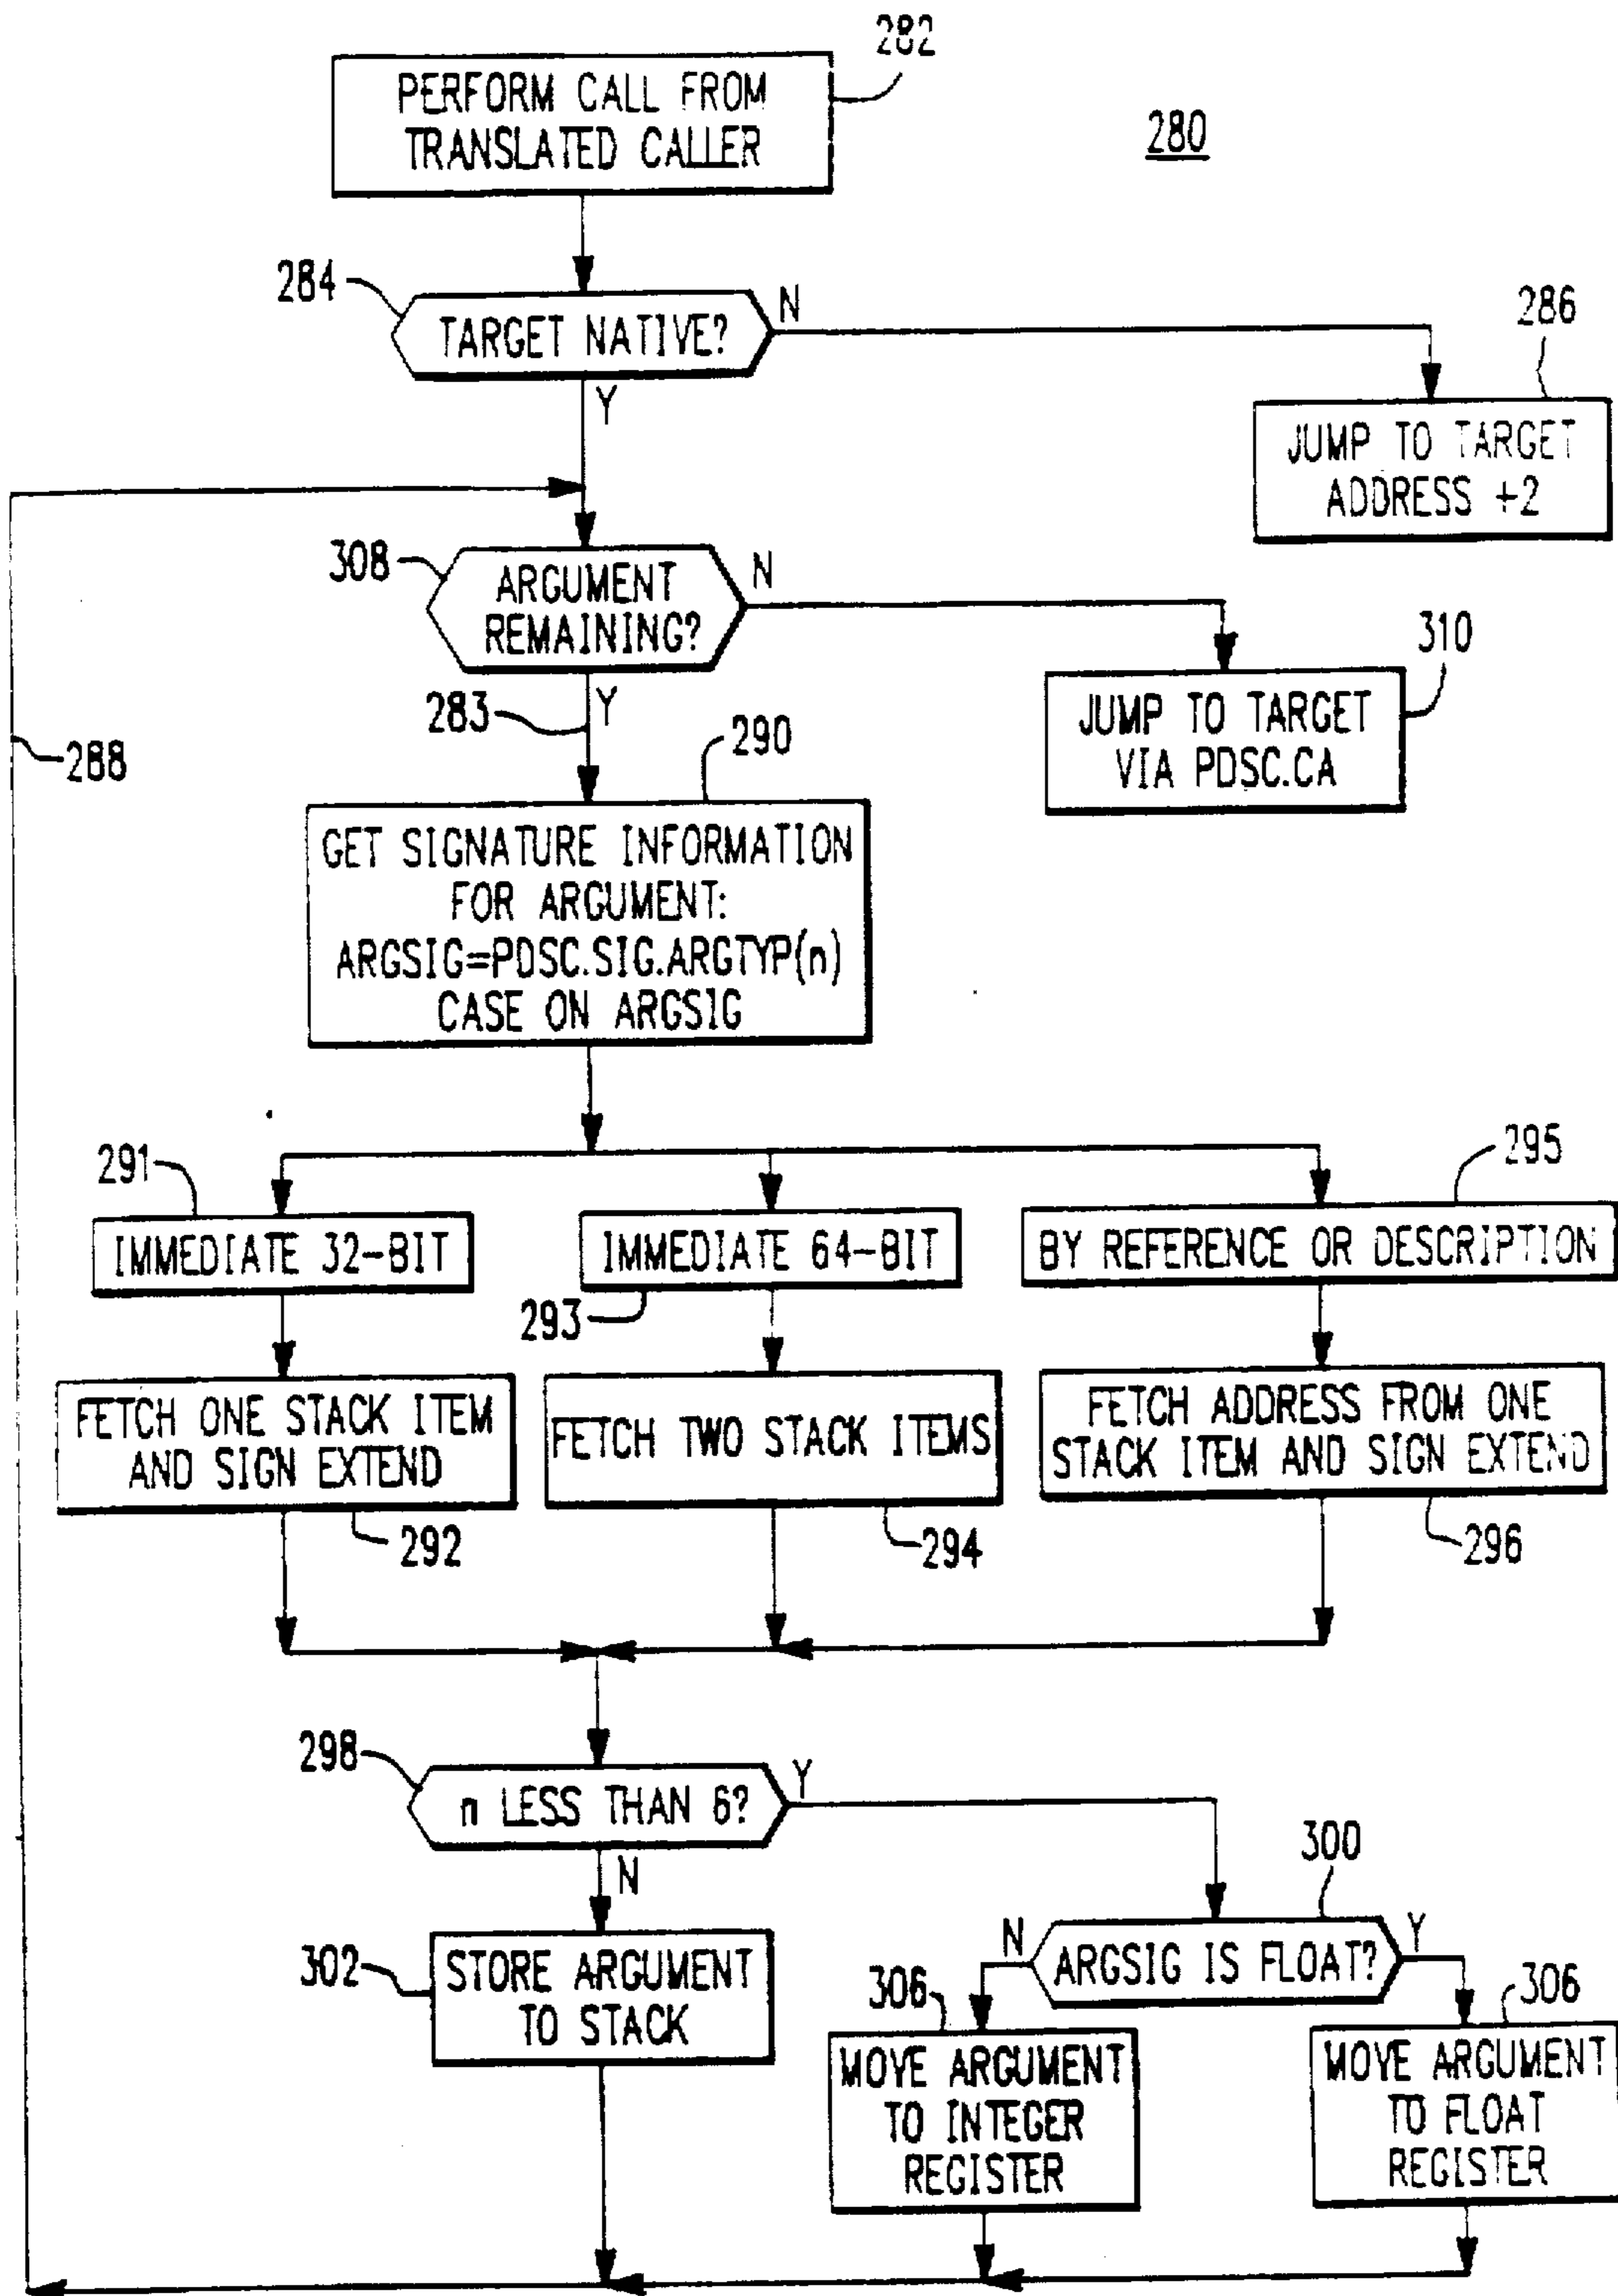 282
PERFORM CALL FROM
TRANSLATED CALLER
280
284
TARGET NATIVE?
N
Y
286
JUMP TO TARGET
ADDRESS +2
308
ARGUMENT
REMAINING?
N
Y
283
310
JUMP TO TARGET
VIA PDSC.CA
288
290
GET SIGNATURE INFORMATION
FOR ARGUMENT:
ARGSIG=PDSC.SIG.ARGTYP(n)
CASE ON ARGSIG
291
IMMEDIATE 32-BIT
293
IMMEDIATE 64-BIT
295
BY REFERENCE OR DESCRIPTION
FETCH ONE STACK ITEM
AND SIGN EXTEND
292
FETCH TWO STACK ITEMS
294
FETCH ADDRESS FROM ONE
STACK ITEM AND SIGN EXTEND
296
298
n LESS THAN 6?
Y
N
300
ARGSIG IS FLOAT?
N
Y
302
STORE ARGUMENT
TO STACK
306
MOVE ARGUMENT
TO INTEGER
REGISTER
306
MOVE ARGUMENT
TO FLOAT
REGISTER